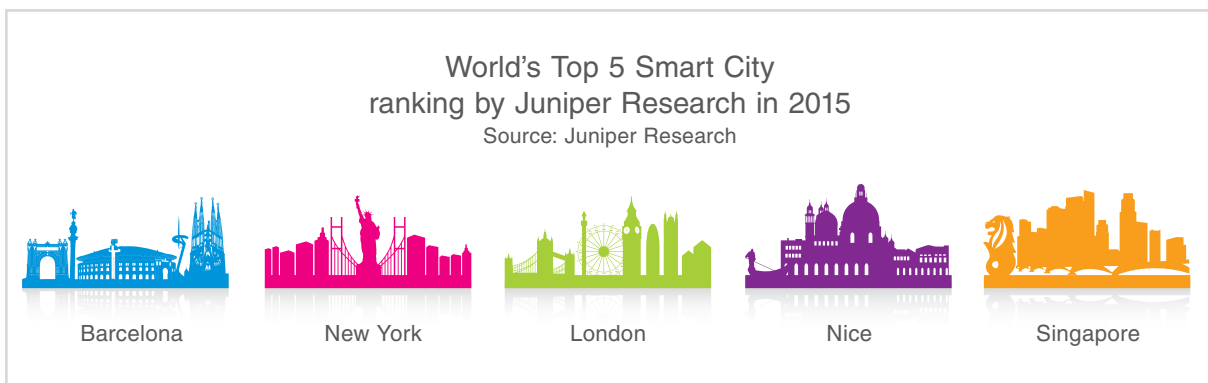 World’s Top 5 Smart City
ranking by Juniper Research in 2015
Source: Juniper Research
Barcelona
New York
London
Nice
Singapore